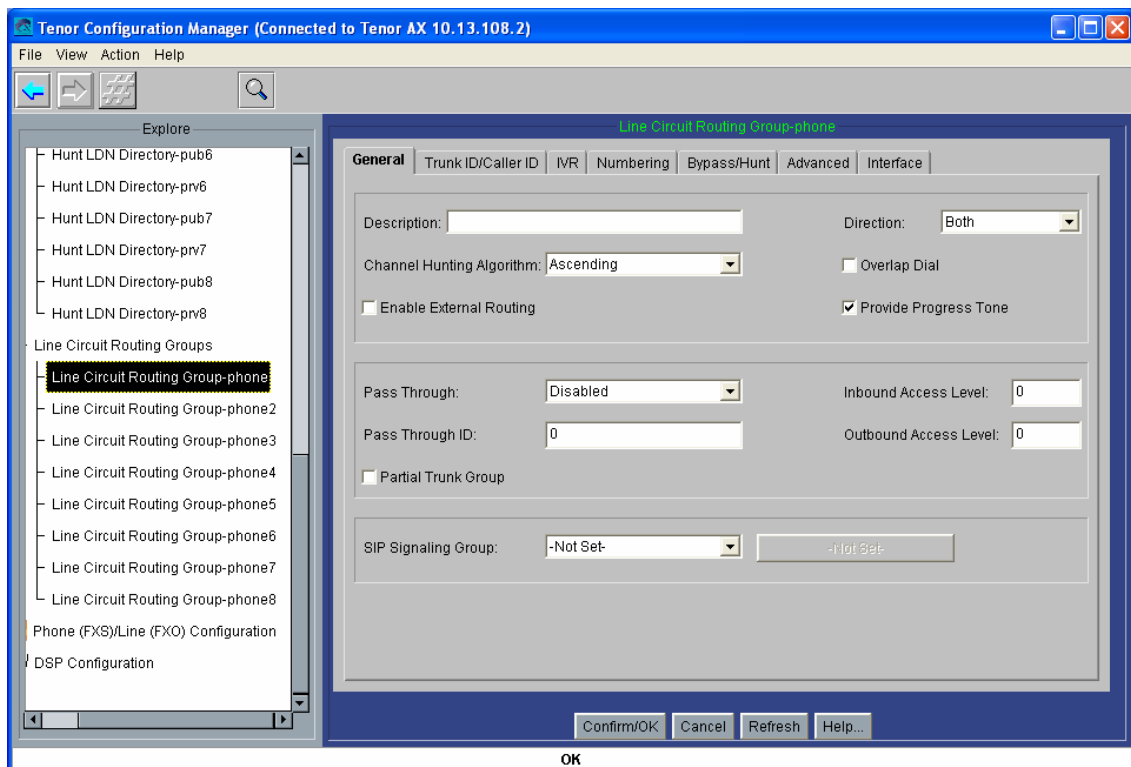 Tenor Configuration Manager (Connected to Tenor AX 10.13.108.2)
File View Action Help
Explore
Hunt LDN Directory-pub6
Hunt LDN Directory-prv6
Hunt LDN Directory-pub7
Hunt LDN Directory-prv7
Hunt LDN Directory-pub8
Hunt LDN Directory-prv8
Line Circuit Routing Groups
Line Circuit Routing Group-phone
Line Circuit Routing Group-phone2
Line Circuit Routing Group-phone3
Line Circuit Routing Group-phone4
Line Circuit Routing Group-phone5
Line Circuit Routing Group-phone6
Line Circuit Routing Group-phone7
Line Circuit Routing Group-phone8
Phone (FXS)/Line (FXO) Configuration
DSP Configuration
Line Circuit Routing Group-phone
General Trunk ID/Caller ID IVR Numbering Bypass/Hunt Advanced Interface
Description: Direction: Both
Channel Hunting Algorithm: Ascending Overlap Dial
Enable External Routing Provide Progress Tone
Pass Through: Disabled Inbound Access Level: 0
Pass Through ID: 0 Outbound Access Level: 0
Partial Trunk Group
SIP Signaling Group: -Not Set- -Not Set-
Confirm/OK Cancel Refresh Help...
OK